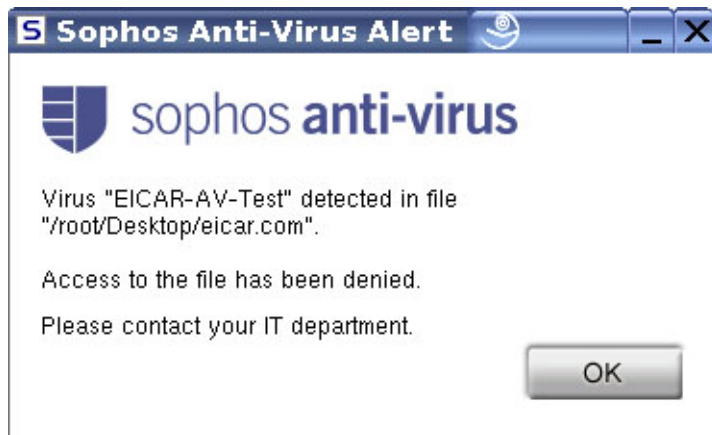 S Sophos Anti-Virus Alert
sophos anti-virus
Virus "EICAR-AV-Test" detected in file
"/root/Desktop/eicar.com".
Access to the file has been denied.
Please contact your IT department.
OK